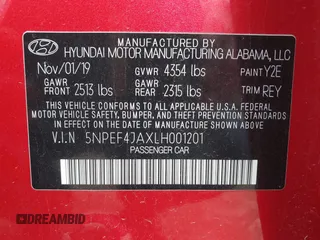 MANUFACTURED BY
HYUNDAI MOTOR MANUFACTURING ALABAMA, LLC
Nov/01/19 GVWR 4354 lbs PAINT Y2E
FRONT 2513 lbs REAR 2315 lbs TRIM REY
THIS VEHICLE CONFORMS TO ALL APPLICABLE U.S.A. FEDERAL
MOTOR VEHICLE SAFETY, BUMPER, AND THEFT PREVENTION
STANDARDS IN EFFECT ON THE DATE OF MANUFACTURE SHOWN ABOVE.
V.I.N 5NPEF4JAXLH001201
PASSENGER CAR
© DREAMBID